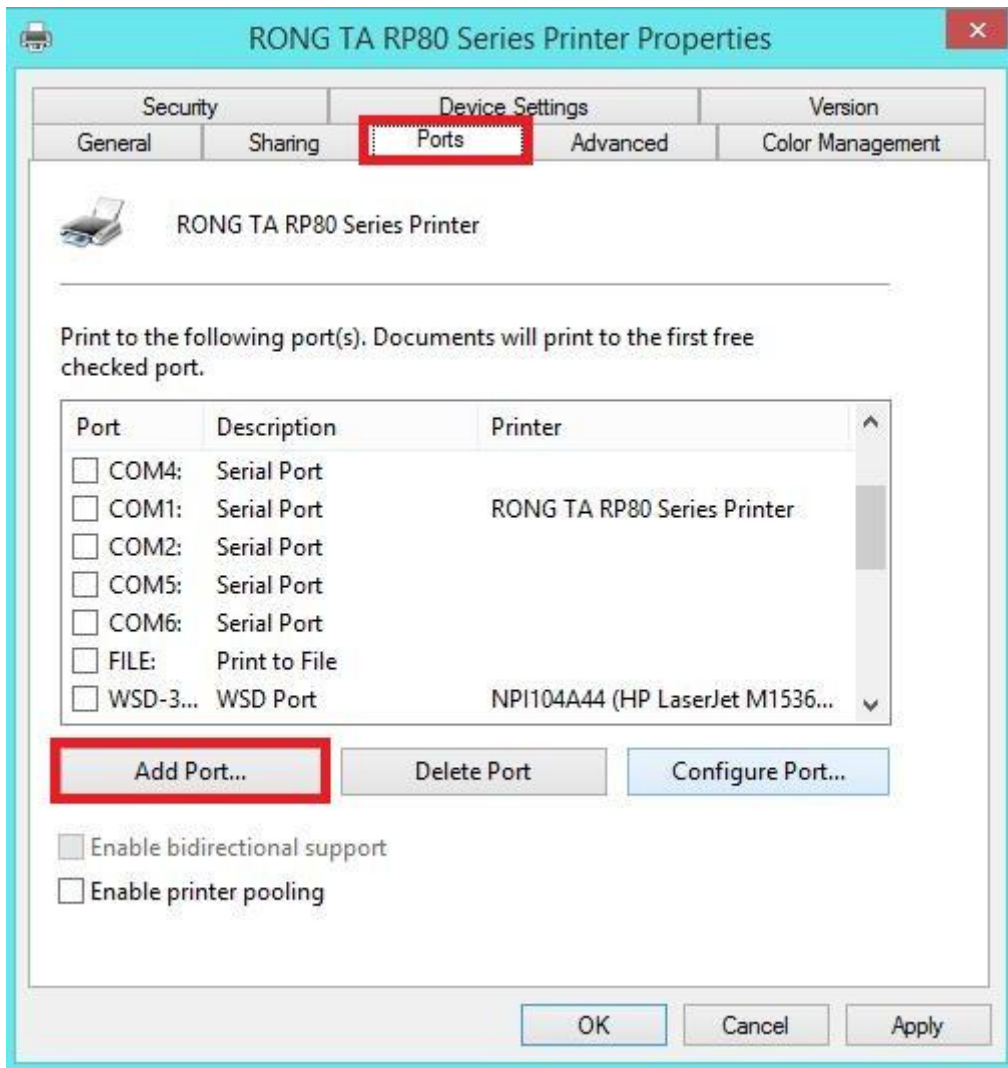 RONG TA RP80 Series Printer Properties
Security Device Settings Version
General Sharing Ports Advanced Color Management
RONG TA RP80 Series Printer
Print to the following port(s). Documents will print to the first free
checked port.
Port Description Printer
COM4: Serial Port
COM1: Serial Port RONG TA RP80 Series Printer
COM2: Serial Port
COM5: Serial Port
COM6: Serial Port
FILE: Print to File
WSD-3... WSD Port NPI104A44 (HP LaserJet M1536...
Add Port... Delete Port Configure Port...
Enable bidirectional support
Enable printer pooling
OK Cancel Apply